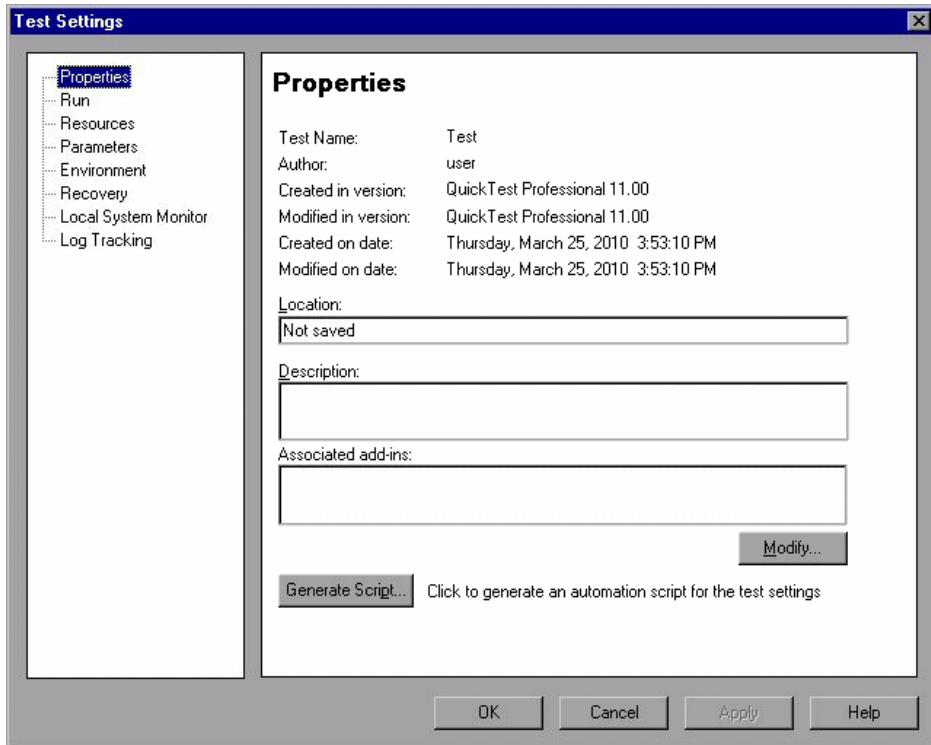 Test Settings
Properties
Run
Resources
Parameters
Environment
Recovery
Local System Monitor
Log Tracking
Properties
Test Name: Test
Author: user
Created in version: QuickTest Professional 11.00
Modified in version: QuickTest Professional 11.00
Created on date: Thursday, March 25, 2010 3:53:10 PM
Modified on date: Thursday, March 25, 2010 3:53:10 PM
Location:
Not saved
Description:
Associated add-ins:
Modify...
Generate Script... Click to generate an automation script for the test settings
OK Cancel Apply Help